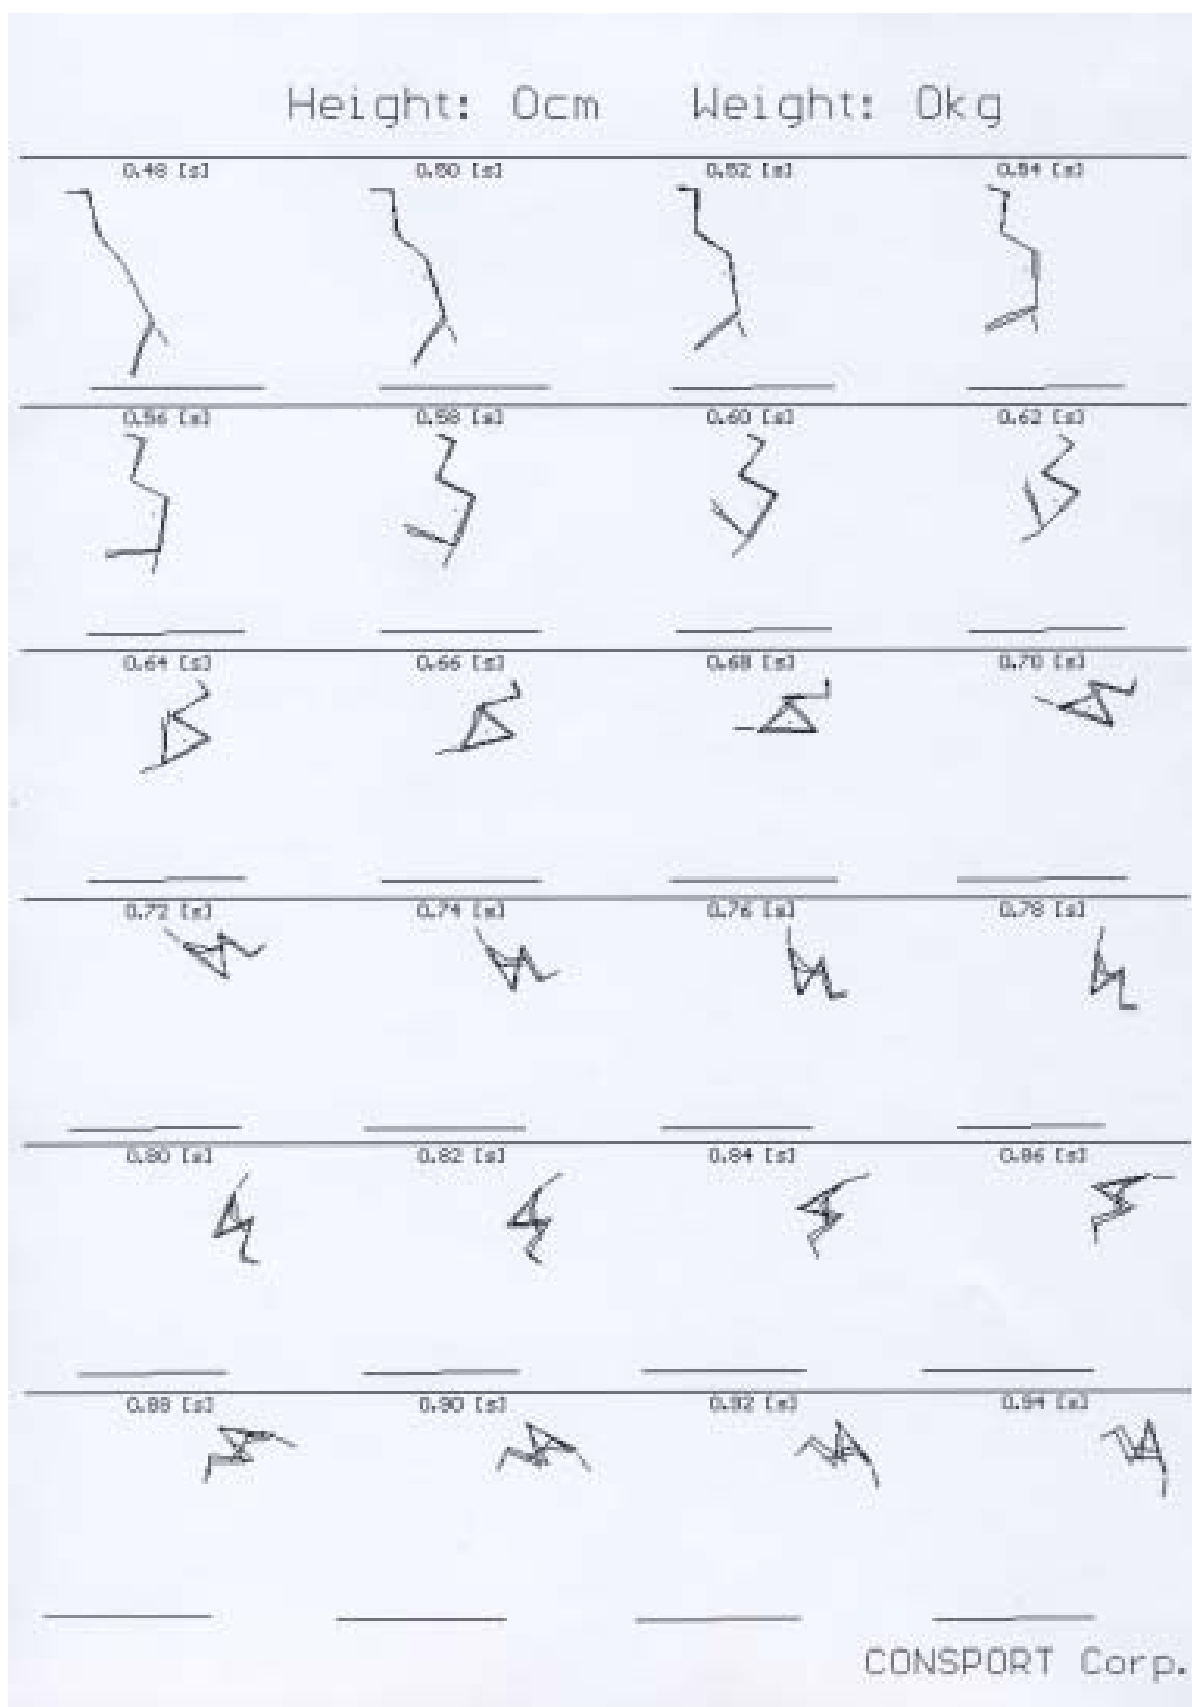 Height: 0cm Weight: 0kg
0.48 [s] 0.50 [s] 0.52 [s] 0.54 [s]
0.56 [s] 0.58 [s] 0.60 [s] 0.62 [s]
0.64 [s] 0.66 [s] 0.68 [s] 0.70 [s]
0.72 [s] 0.74 [s] 0.76 [s] 0.78 [s]
0.80 [s] 0.82 [s] 0.84 [s] 0.86 [s]
0.88 [s] 0.90 [s] 0.92 [s] 0.94 [s]
CONSPORT Corp.